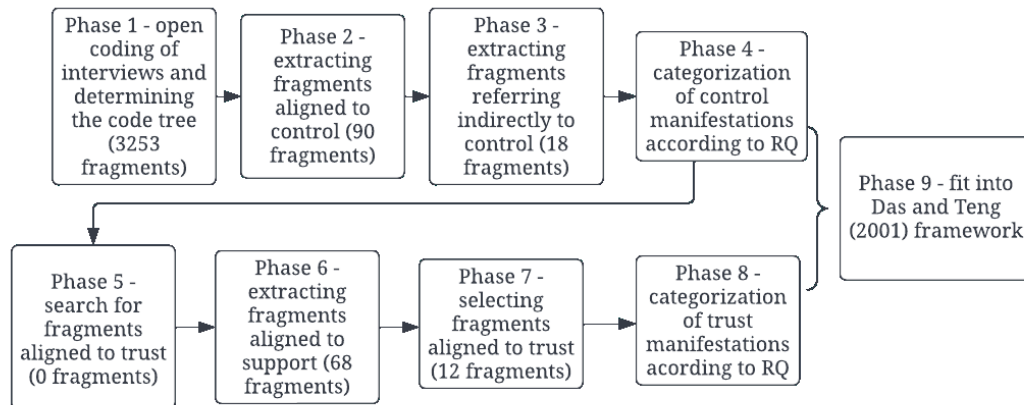 Phase 1 - open
coding of
interviews and
determining
the code tree
(3253
fragments)
Phase 2 -
extracting
fragments
aligned to
control (90
fragments)
Phase 3 -
extracting
fragments
referring
indirectly to
control (18
fragments)
Phase 4 -
categorization
of control
manifestations
according to RQ
Phase 5 -
search for
fragments
aligned to trust
(0 fragments)
Phase 6 -
extracting
fragments
aligned to
support (68
fragments)
Phase 7 -
selecting
fragments
aligned to trust
(12 fragments)
Phase 8 -
categorization
of trust
manifestations
acording to RQ
Phase 9 - fit into
Das and Teng
(2001) framework